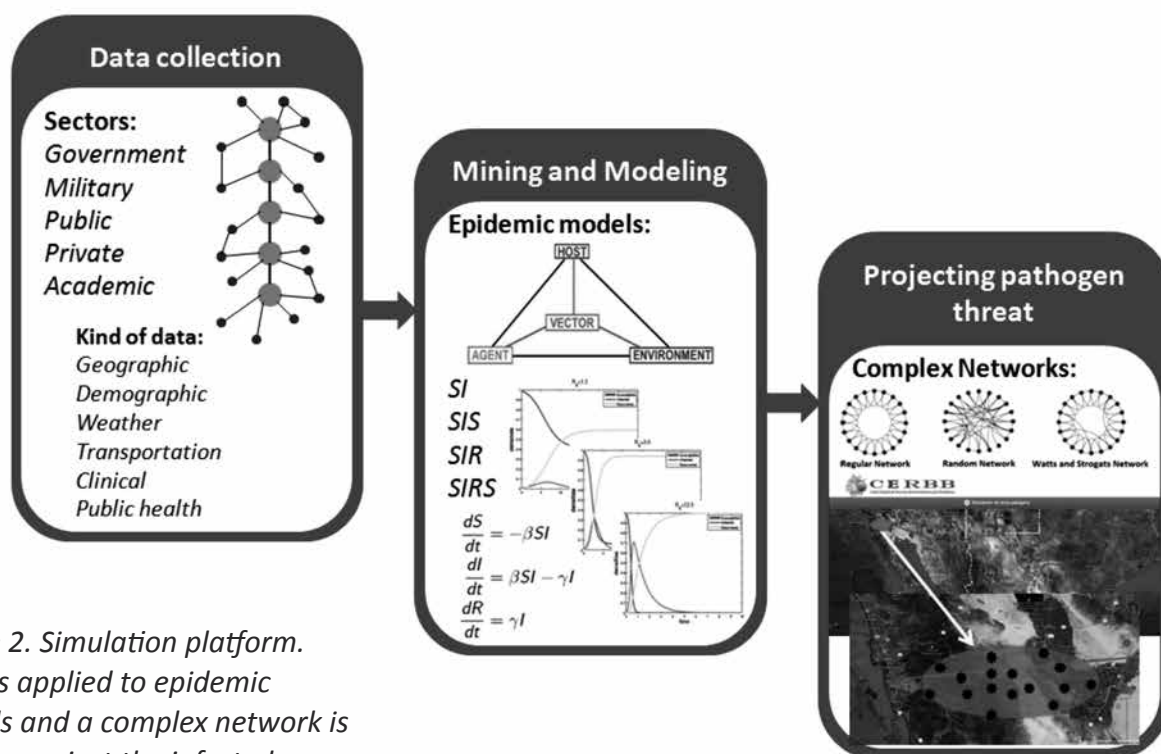 Data collection
Sectors:
Government
Military
Public
Private
Academic
Kind of data:
Geographic
Demographic
Weather
Transportation
Clinical
Public health
Mining and Modeling
Epidemic models:
HOST
VECTOR
AGENT
ENVIRONMENT
SI
SIS
SIR
SIRS
dS/dt = −βSI
dI/dt = βSI − γI
dR/dt = γI
Projecting pathogen
threat
Complex Networks:
Regular Network
Random Network
Watts and Strogats Network
CERBB
2. Simulation platform.
s applied to epidemic
ls and a complex network is